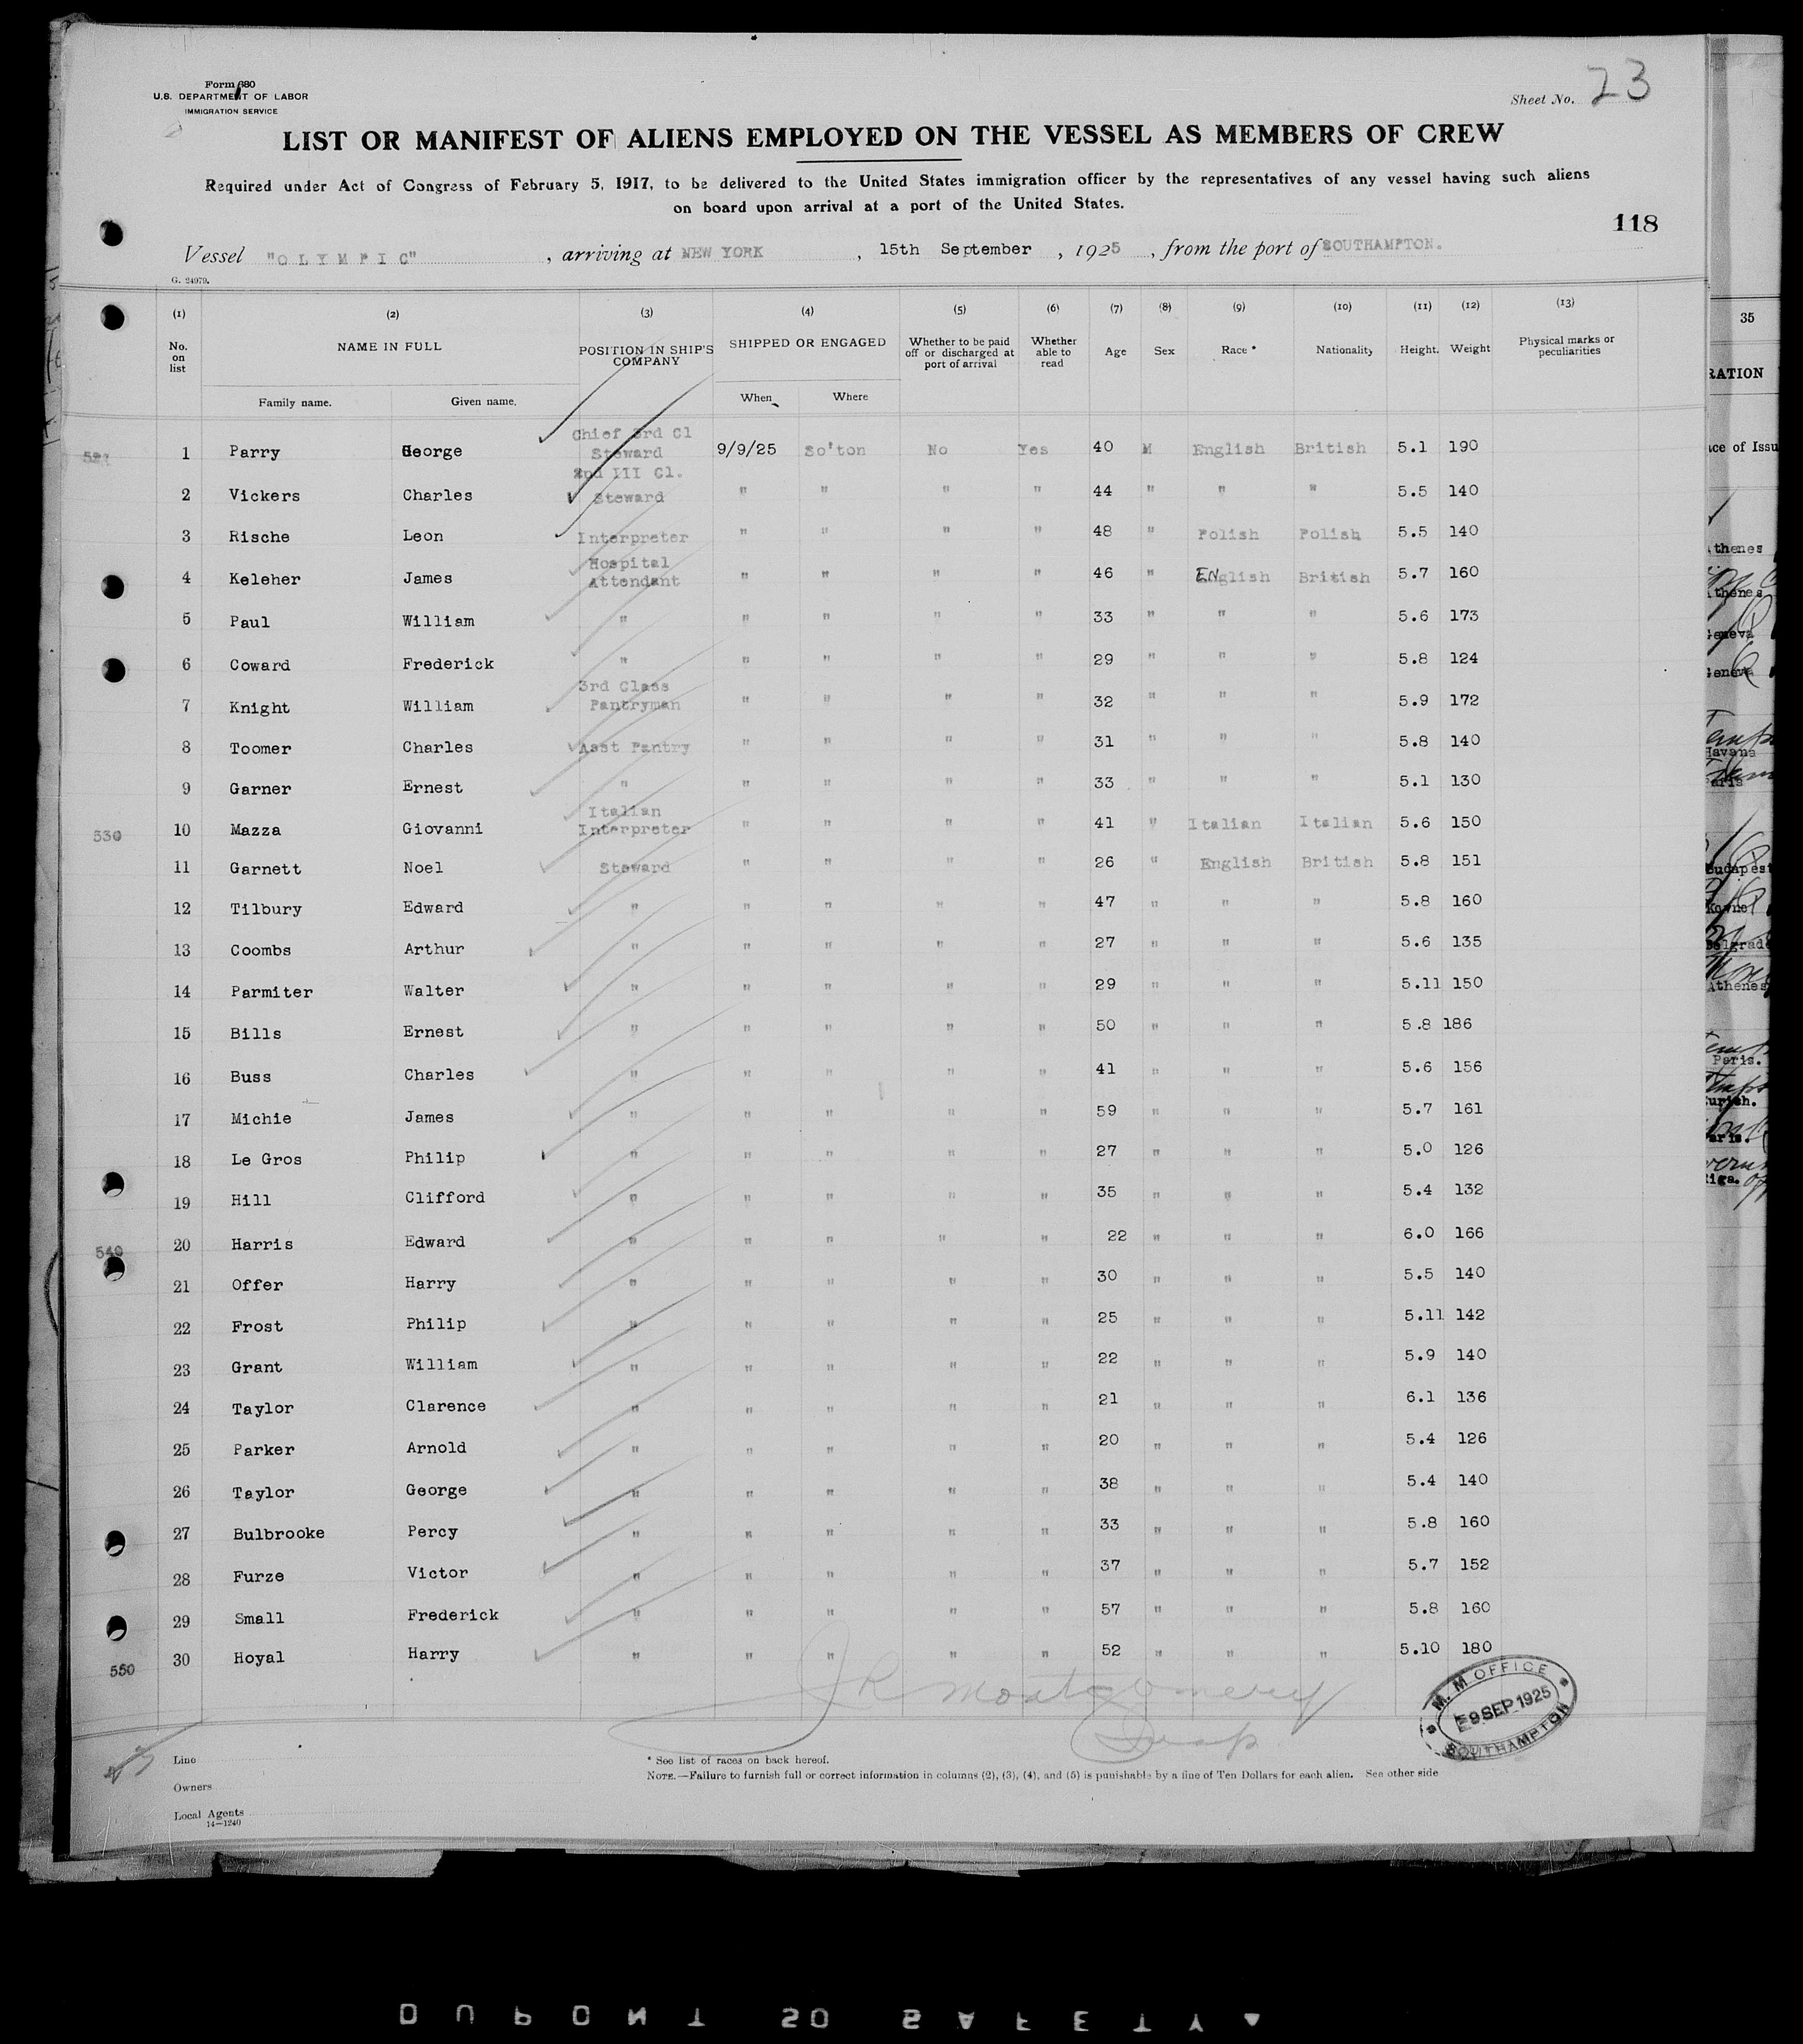 Form 680
U.S. DEPARTMENT OF LABOR
IMMIGRATION SERVICE
Sheet No. 23
LIST OR MANIFEST OF ALIENS EMPLOYED ON THE VESSEL AS MEMBERS OF CREW
Required under Act of Congress of February 5, 1917, to be delivered to the United States immigration officer by the representatives of any vessel having such aliens
on board upon arrival at a port of the United States.
118
Vessel "OLYMPIC", arriving at NEW YORK, 15th September, 1925, from the port of SOUTHAMPTON.
G. 24979.
(1) (2) (3) (4) (5) (6) (7) (8) (9) (10) (11) (12) (13)
No. on list NAME IN FULL POSITION IN SHIP'S COMPANY SHIPPED OR ENGAGED Whether to be paid off or discharged at port of arrival Whether able to read Age Sex Race * Nationality Height. Weight Physical marks or peculiarities
Family name. Given name. When Where
1 Parry George Chief 3rd Cl Steward 9/9/25 So'ton No Yes 40 M English British 5.1 190
2 Vickers Charles 2nd III Cl. Steward " " " " 44 " " " 5.5 140
3 Rische Leon Interpreter " " " " 48 " Polish Polish 5.5 140
4 Keleher James Hospital Attendant " " " " 46 " English British 5.7 160
5 Paul William " " " " " 33 " " " 5.6 173
6 Coward Frederick " " " " " 29 " " " 5.8 124
7 Knight William 3rd Class Pantryman " " " " 32 " " " 5.9 172
8 Toomer Charles Asst Pantry " " " " 31 " " " 5.8 140
9 Garner Ernest " " " " " 33 " " " 5.1 130
530 10 Mazza Giovanni Italian Interpreter " " " " 41 " Italian Italian 5.6 150
11 Garnett Noel Steward " " " " 26 " English British 5.8 151
12 Tilbury Edward " " " " " 47 " " " 5.8 160
13 Coombs Arthur " " " " " 27 " " " 5.6 135
14 Parmiter Walter " " " " " 29 " " " 5.11 150
15 Bills Ernest " " " " " 50 " " " 5.8 186
16 Buss Charles " " " " " 41 " " " 5.6 156
17 Michie James " " " " " 59 " " " 5.7 161
18 Le Gros Philip " " " " " 27 " " " 5.0 126
19 Hill Clifford " " " " " 35 " " " 5.4 132
540 20 Harris Edward " " " " " 22 " " " 6.0 166
21 Offer Harry " " " " " 30 " " " 5.5 140
22 Frost Philip " " " " " 25 " " " 5.11 142
23 Grant William " " " " " 22 " " " 5.9 140
24 Taylor Clarence " " " " " 21 " " " 6.1 136
25 Parker Arnold " " " " " 20 " " " 5.4 126
26 Taylor George " " " " " 38 " " " 5.4 140
27 Bulbrooke Percy " " " " " 33 " " " 5.8 160
28 Furze Victor " " " " " 37 " " " 5.7 152
29 Small Frederick " " " " " 57 " " " 5.8 160
550 30 Hoyal Harry " " " " " 52 " " " 5.10 180
J R Montgomery
Insp.
M. M. OFFICE
9 SEP 1925
SOUTHAMPTON
Line
Owners
Local Agents
14—1240
* See list of races on back hereof.
NOTE.—Failure to furnish full or correct information in columns (2), (3), (4), and (5) is punishable by a fine of Ten Dollars for each alien. See other side
35
RATION
ace of Issu
thenes
thenes
Geneva
Geneva
Havana
Paris
Budapest
Kovno
Belgrade
Athenes
Paris.
Zurich.
Paris.
Riga.
DUPONT SO SAFETY